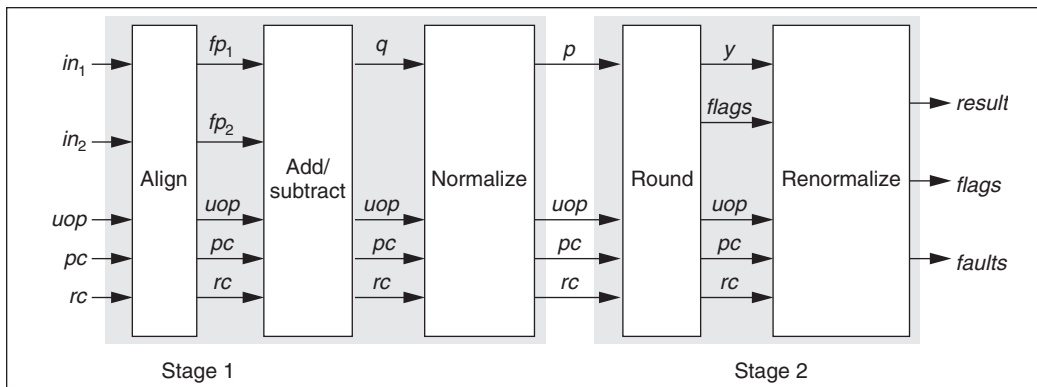 fp1 q p y
in1
flags result
in2 fp2
Align Add/ subtract Normalize Round Renormalize
flags
uop uop uop uop uop
pc pc pc pc pc faults
rc rc rc rc rc
Stage 1 Stage 2